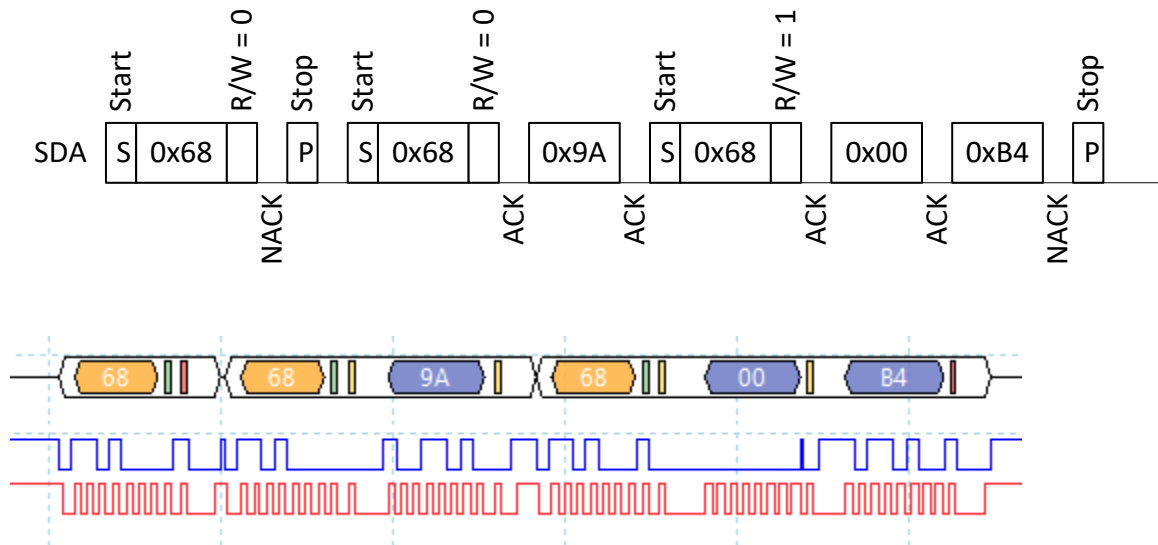 Start R/W = 0 Stop Start R/W = 0 Start R/W = 1 Stop
SDA S 0x68 P S 0x68 0x9A S 0x68 0x00 0xB4 P
NACK ACK ACK ACK ACK NACK
68 68 9A 68 00 B4